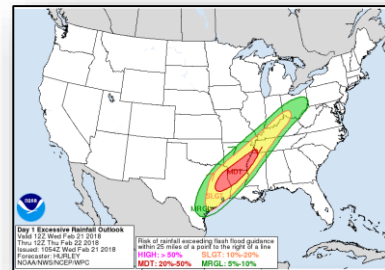 MDT
SLGT
MRGL
noaa
Day 1 Excessive Rainfall Outlook
Valid 12Z Wed Feb 21 2018
Thru 12Z Thu Feb 22 2018
Issued: 1054Z Wed Feb 21 2018
Forecaster: HURLEY
NOAA/NWS/NCEP/WPC
Risk of rainfall exceeding flash flood guidance
within 25 miles of a point to the right of a line
HIGH: > 50% SLGT: 10%-20%
MDT: 20%-50% MRGL: 5%-10%